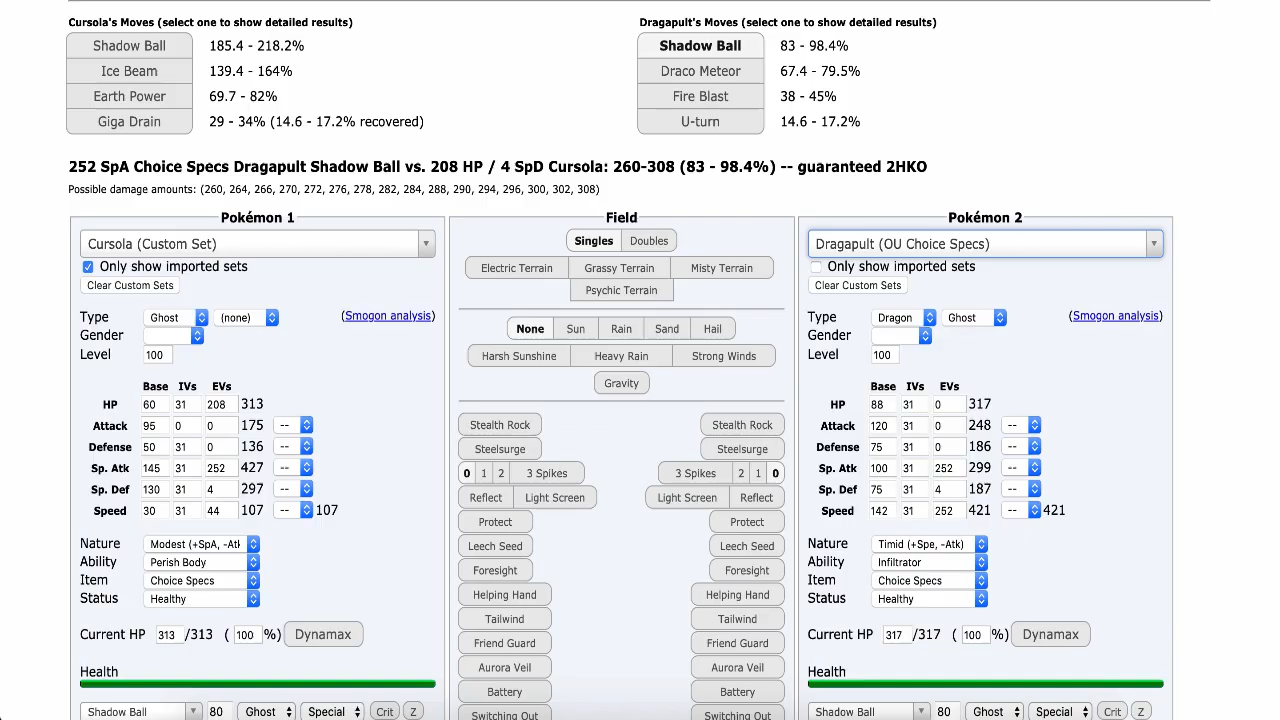 Cursola's Moves (select one to show detailed results)
Dragapult's Moves (select one to show detailed results)
Shadow Ball 185.4 - 218.2%
Shadow Ball 83 - 98.4%
Ice Beam 139.4 - 164%
Draco Meteor 67.4 - 79.5%
Earth Power 69.7 - 82%
Fire Blast 38 - 45%
Giga Drain 29 - 34% (14.6 - 17.2% recovered)
U-turn 14.6 - 17.2%
252 SpA Choice Specs Dragapult Shadow Ball vs. 208 HP / 4 SpD Cursola: 260-308 (83 - 98.4%) -- guaranteed 2HKO
Possible damage amounts: (260, 264, 266, 270, 272, 276, 278, 282, 284, 288, 290, 294, 296, 300, 302, 308)
Pokémon 1
Cursola (Custom Set)
Only show imported sets
Clear Custom Sets
Type Ghost (none) (Smogon analysis)
Gender
Level 100
Base IVs EVs
HP 60 31 208 313
Attack 95 0 0 175 --
Defense 50 31 0 136 --
Sp. Atk 145 31 252 427 --
Sp. Def 130 31 4 297 --
Speed 30 31 44 107 -- 107
Nature Modest (+SpA, -Atk
Ability Perish Body
Item Choice Specs
Status Healthy
Current HP 313 /313 ( 100 %) Dynamax
Health
Shadow Ball 80 Ghost Special Crit Z
Field
Singles Doubles
Electric Terrain Grassy Terrain Misty Terrain
Psychic Terrain
None Sun Rain Sand Hail
Harsh Sunshine Heavy Rain Strong Winds
Gravity
Stealth Rock Stealth Rock
Steelsurge Steelsurge
0 1 2 3 Spikes 3 Spikes 2 1 0
Reflect Light Screen Light Screen Reflect
Protect Protect
Leech Seed Leech Seed
Foresight Foresight
Helping Hand Helping Hand
Tailwind Tailwind
Friend Guard Friend Guard
Aurora Veil Aurora Veil
Battery Battery
Switching Out Switching Out
Pokémon 2
Dragapult (OU Choice Specs)
Only show imported sets
Clear Custom Sets
Type Dragon Ghost (Smogon analysis)
Gender
Level 100
Base IVs EVs
HP 88 31 0 317
Attack 120 31 0 248 --
Defense 75 31 0 186 --
Sp. Atk 100 31 252 299 --
Sp. Def 75 31 4 187 --
Speed 142 31 252 421 -- 421
Nature Timid (+Spe, -Atk)
Ability Infiltrator
Item Choice Specs
Status Healthy
Current HP 317 /317 ( 100 %) Dynamax
Health
Shadow Ball 80 Ghost Special Crit Z